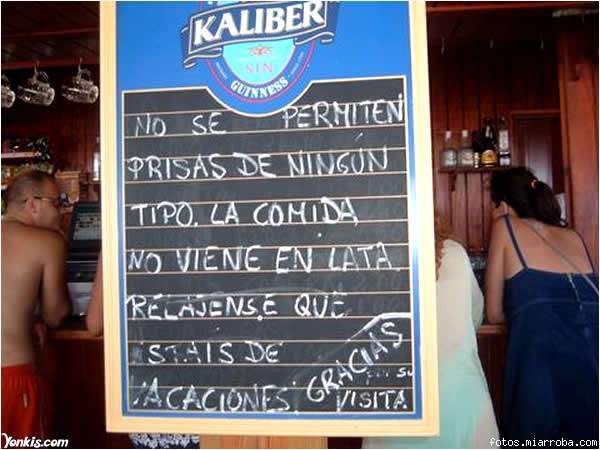 KALIBER
SIN
GUINNESS
NO SE PERMITEN
PRISAS DE NINGÚN
TIPO. LA COMIDA
NO VIENE EN LATA.
RELAJENSE QUE
ESTAIS DE
VACACIONES. GRACIAS
por su
VISITA
Yonkis.com
fotos.miarroba.com